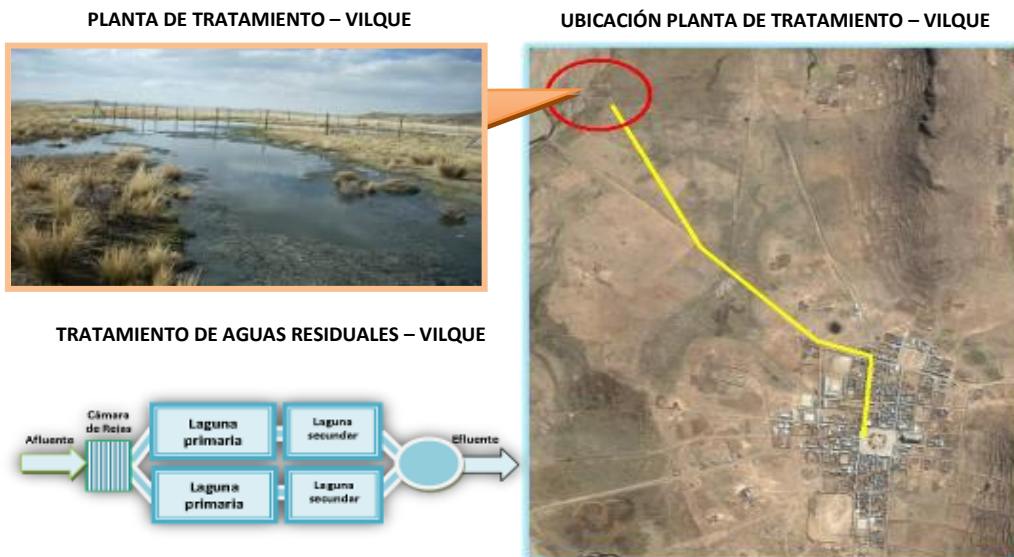 PLANTA DE TRATAMIENTO – VILQUE
UBICACIÓN PLANTA DE TRATAMIENTO – VILQUE
TRATAMIENTO DE AGUAS RESIDUALES – VILQUE
Cámara
de Rejas
Afluente
Laguna
primaria
Laguna
secundar
Efluente
Laguna
primaria
Laguna
secundar